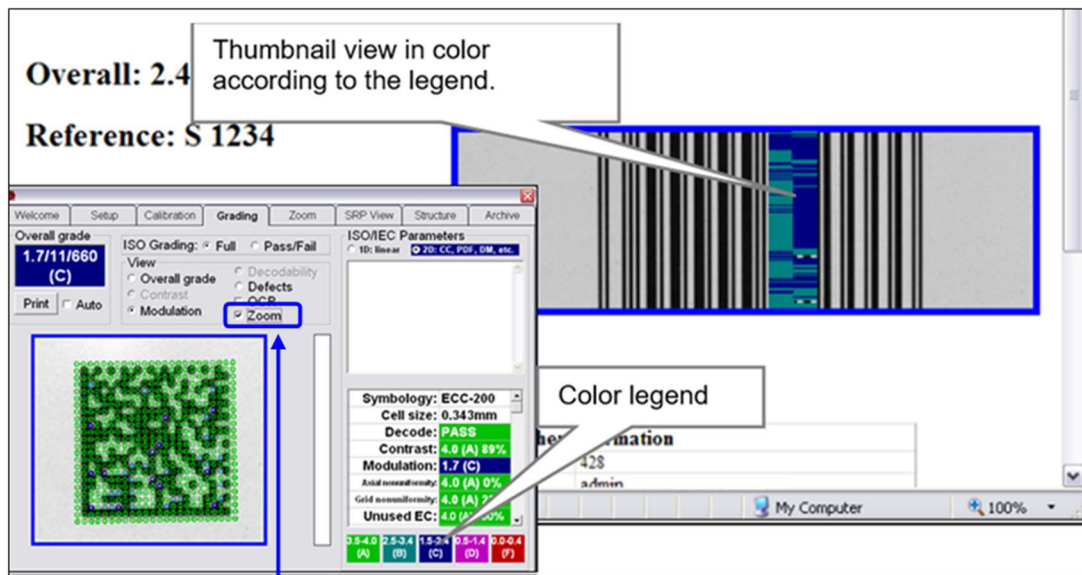 Thumbnail view in color
according to the legend.
Overall: 2.4
Reference: S 1234
Welcome Setup Calibration Grading Zoom SRP View Structure Archive
Overall grade
1.7/11/660
(C)
Print Auto
ISO Grading: Full Pass/Fail
View
Overall grade
Contrast
Modulation
Decodability
Defects
OCR
Zoom
ISO/IEC Parameters
1D: linear 2D: CC, PDF, DM, etc.
Symbology: ECC-200
Cell size: 0.343mm
Decode: PASS
Contrast: 4.0 (A) 89%
Modulation: 1.7 (C)
Axial nonuniformity: 4.0 (A) 0%
Grid nonuniformity: 4.0 (A)
Unused EC: 4.0 (A)
3.5-4.0 2.5-3.4 1.5-2.4 0.5-1.4 0.0-0.4
(A) (B) (C) (D) (F)
Color legend
428
admin
My Computer 100%